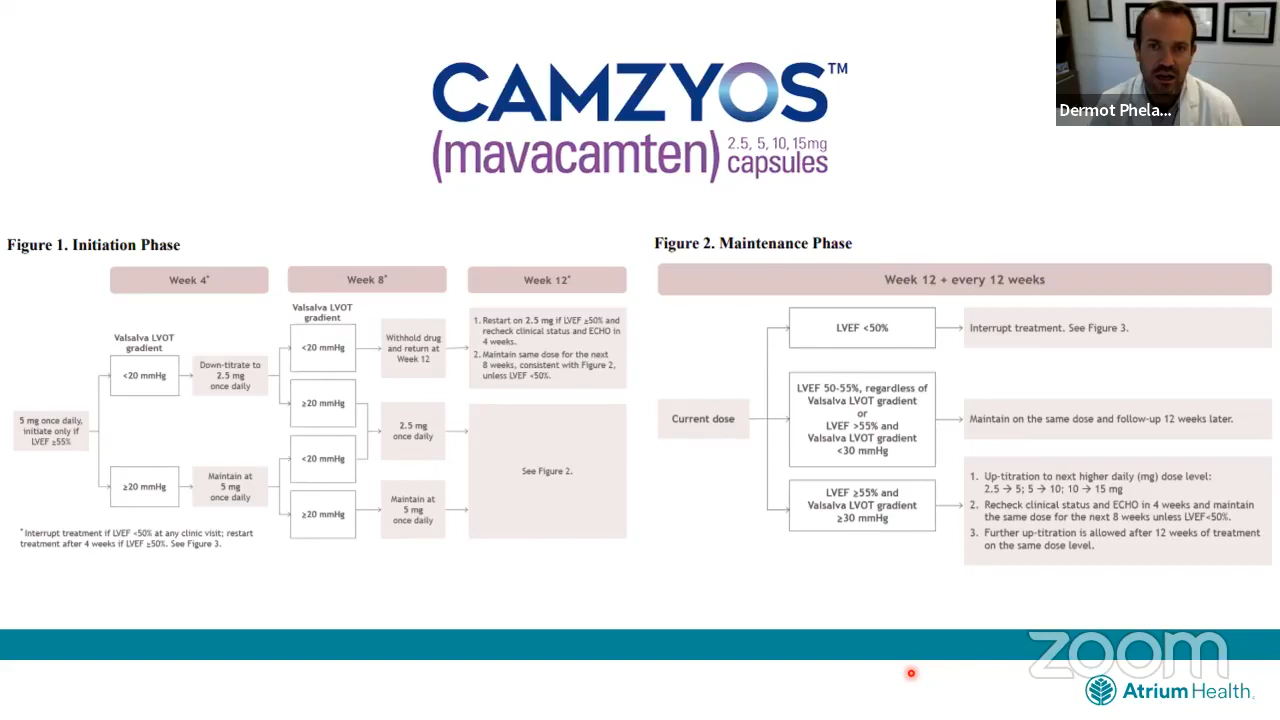 CAMZYOS™
(mavacamten) 2.5, 5, 10, 15mg
capsules
Dermot Phela...
Figure 1. Initiation Phase
Week 4*
Week 8*
Week 12*
Valsalva LVOT
gradient
<20 mmHg
≥20 mmHg
5 mg once daily,
initiate only if
LVEF ≥55%
Down-titrate to
2.5 mg
once daily
Maintain at
5 mg
once daily
Valsalva LVOT
gradient
<20 mmHg
≥20 mmHg
<20 mmHg
≥20 mmHg
Withhold drug
and return at
Week 12
2.5 mg
once daily
Maintain at
5 mg
once daily
1. Restart on 2.5 mg if LVEF ≥50% and
recheck clinical status and ECHO in
4 weeks.
2. Maintain same dose for the next
8 weeks, consistent with Figure 2,
unless LVEF <50%.
See Figure 2.
* Interrupt treatment if LVEF <50% at any clinic visit; restart
treatment after 4 weeks if LVEF ≥50%. See Figure 3.
Figure 2. Maintenance Phase
Week 12 + every 12 weeks
Current dose
LVEF <50%
Interrupt treatment. See Figure 3.
LVEF 50-55%, regardless of
Valsalva LVOT gradient
or
LVEF >55% and
Valsalva LVOT gradient
<30 mmHg
Maintain on the same dose and follow-up 12 weeks later.
LVEF ≥55% and
Valsalva LVOT gradient
≥30 mmHg
1. Up-titration to next higher daily (mg) dose level:
2.5 → 5; 5 → 10; 10 → 15 mg
2. Recheck clinical status and ECHO in 4 weeks and maintain
the same dose for the next 8 weeks unless LVEF<50%.
3. Further up-titration is allowed after 12 weeks of treatment
on the same dose level.
zoom
Atrium Health